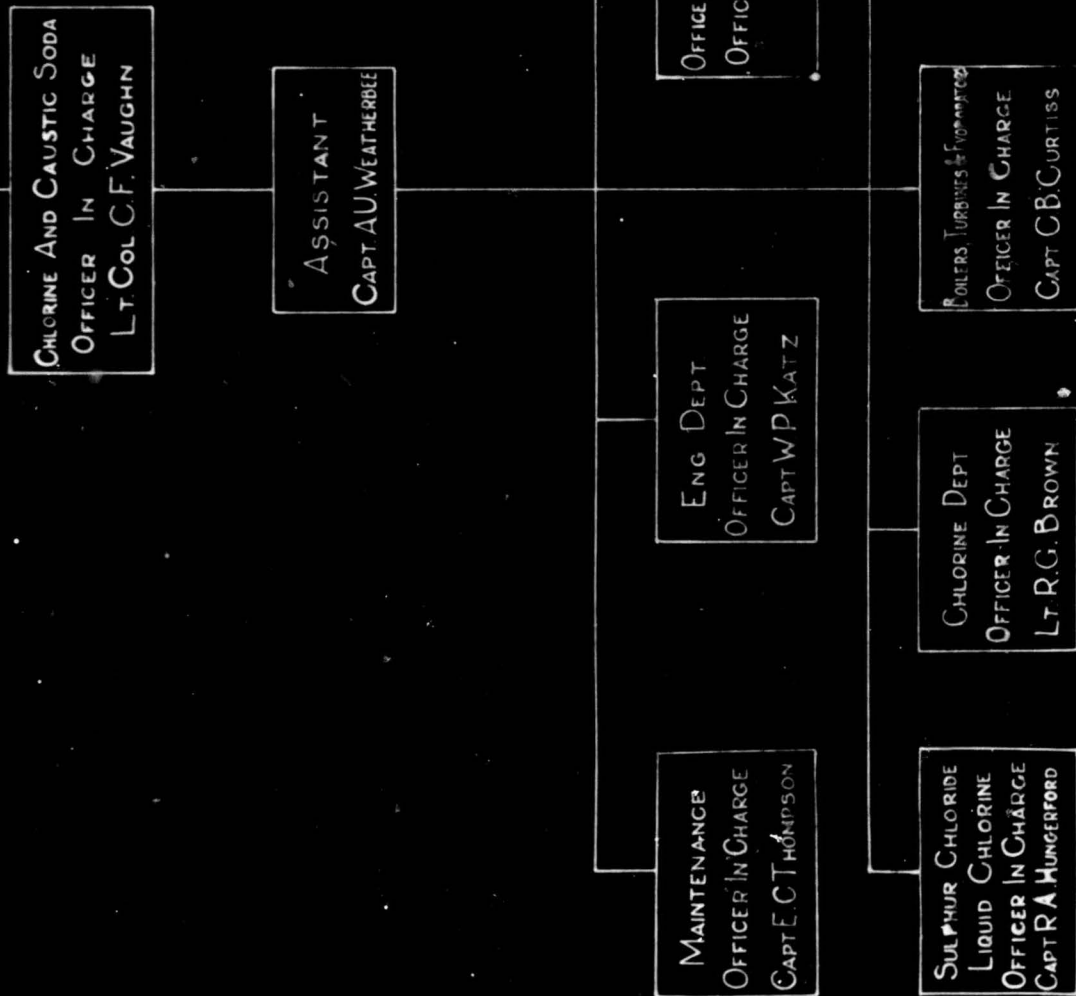 CHLORINE AND CAUSTIC SODA
OFFICER IN CHARGE
LT. COL C. F. VAUGHN
ASSISTANT
CAPT. A.U. WEATHERBEE
MAINTENANCE
OFFICER IN CHARGE
CAPT E. C THOMPSON
ENG DEPT.
OFFICER IN CHARGE
CAPT W P KATZ
OFFICE
SULPHUR CHLORIDE
LIQUID CHLORINE
OFFICER IN CHARGE
CAPT R A. HUNGERFORD
CHLORINE DEPT
OFFICER IN CHARGE
LT. R.G. BROWN
BOILERS, TURBINES & EVOPORATORS
OFFICER IN CHARGE
CAPT C.B. CURTISS